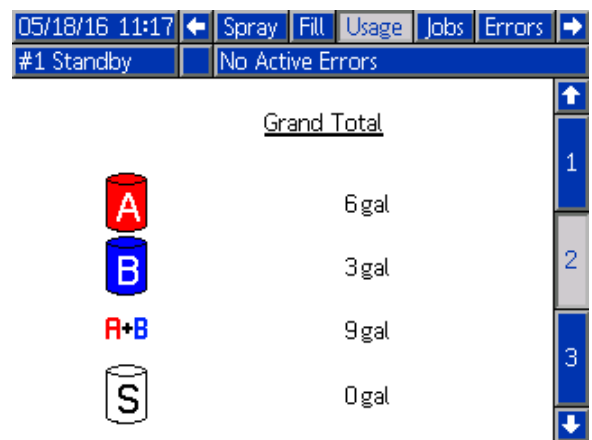 05/18/16 11:17 Spray Fill Usage Jobs Errors
#1 Standby No Active Errors
Grand Total
1
A 6 gal
B 3 gal
2
A+B 9 gal
3
S 0 gal